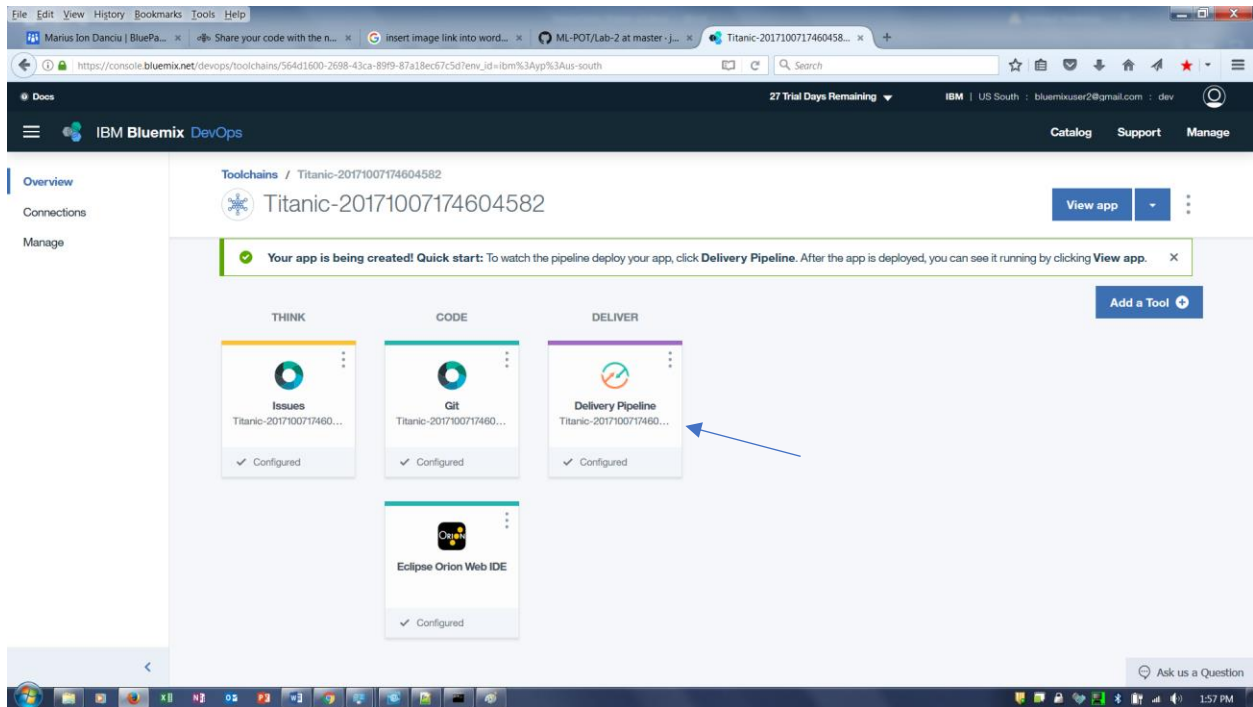 File Edit View History Bookmarks Tools Help
Marius Ion Danciu | BluePa... × Share your code with the n... × insert image link into word... × ML-POT/Lab-2 at master · j... × Titanic-2017100717460458... × +
https://console.bluemix.net/devops/toolchains/564d1600-2698-43ca-89f9-87a18ec67c5d?env_id=ibm%3Ayp%3Aus-south Search
Docs 27 Trial Days Remaining IBM | US South : bluemixuser2@gmail.com : dev
IBM Bluemix DevOps Catalog Support Manage
Overview
Connections
Manage
Toolchains / Titanic-20171007174604582
Titanic-20171007174604582
View app
Your app is being created! Quick start: To watch the pipeline deploy your app, click Delivery Pipeline. After the app is deployed, you can see it running by clicking View app. ×
Add a Tool
THINK CODE DELIVER
Issues Git Delivery Pipeline
Titanic-2017100717460... Titanic-2017100717460... Titanic-2017100717460...
Configured Configured Configured
ORION
Eclipse Orion Web IDE
Configured
Ask us a Question
1:57 PM